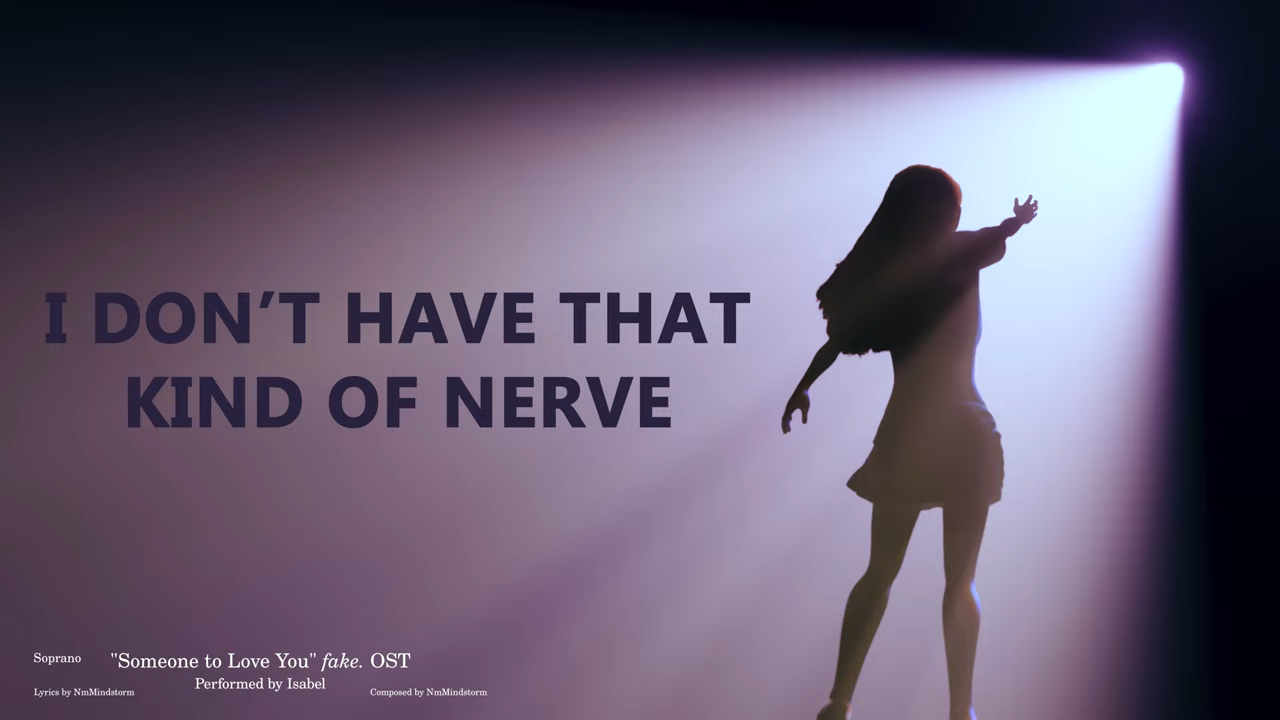 I DON’T HAVE THAT
KIND OF NERVE
Soprano
"Someone to Love You" fake. OST
Performed by Isabel
Lyrics by NmMindstorm
Composed by NmMindstorm